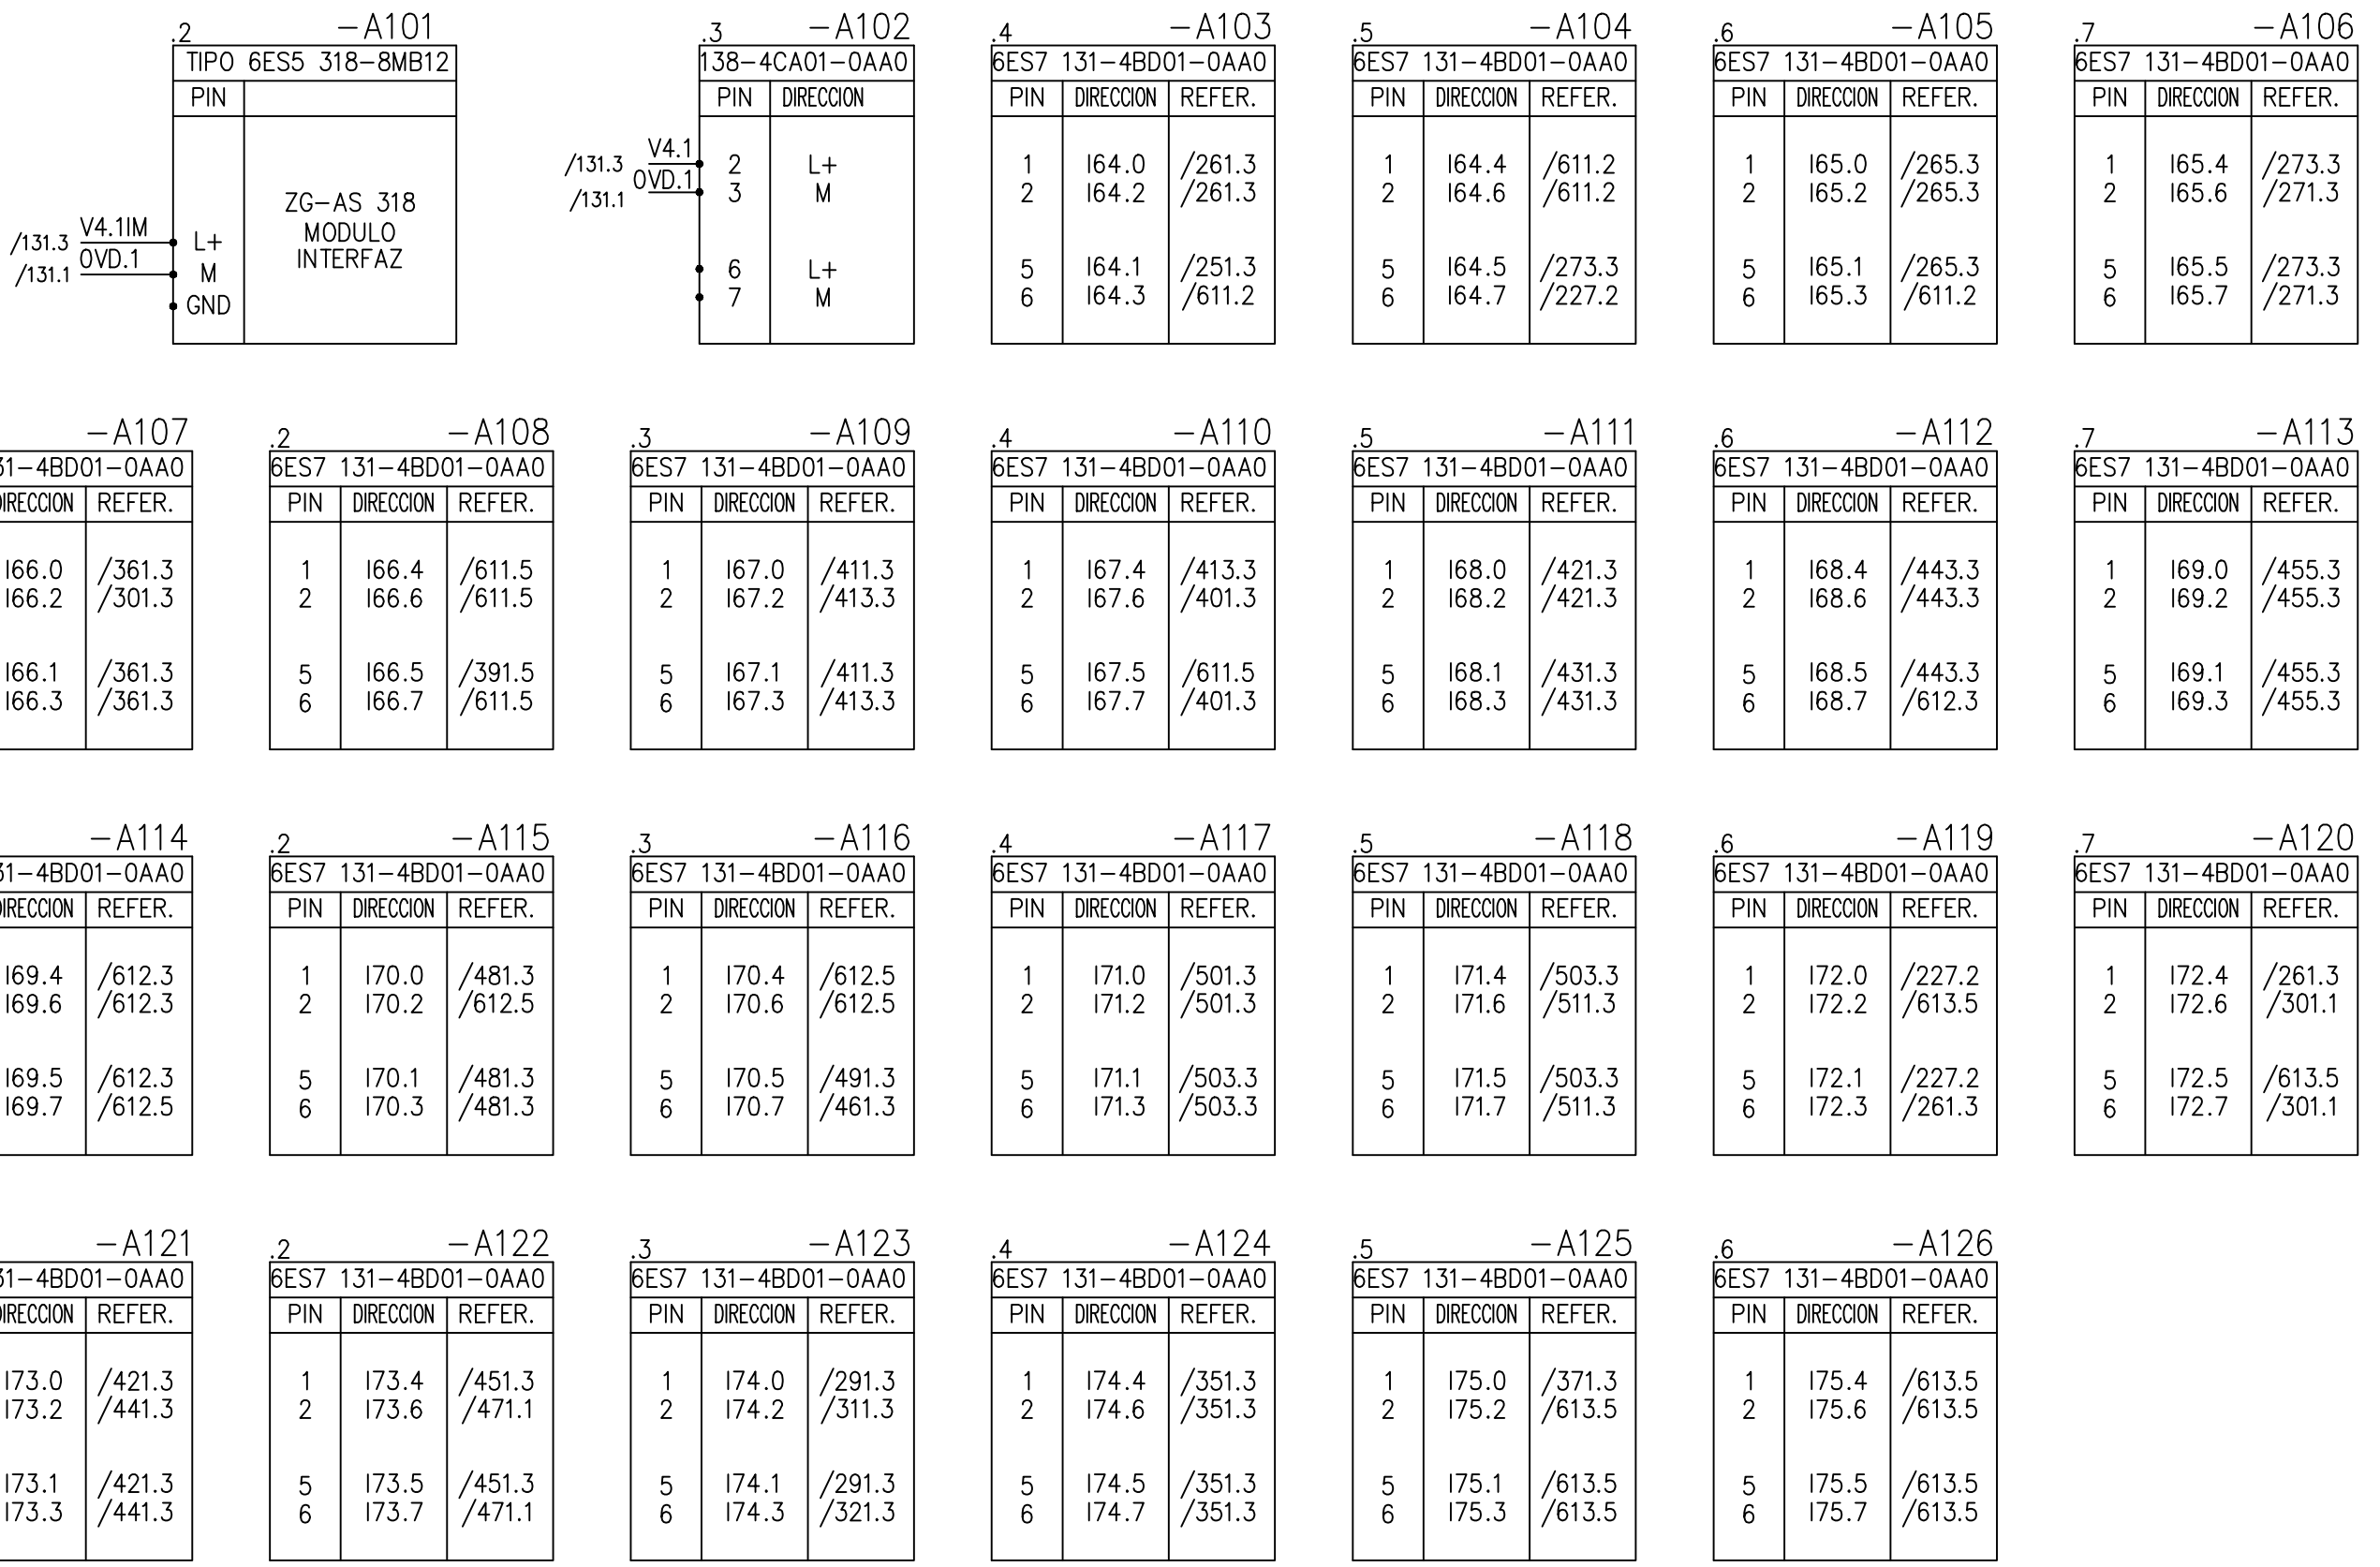 .2 -A101
TIPO 6ES5 318-8MB12
PIN
ZG-AS 318
MODULO
INTERFAZ
/131.3 V4.1IM L+
/131.1 0VD.1 M
GND
.3 -A102
138-4CA01-0AA0
PIN DIRECCION
/131.3 V4.1 2 L+
/131.1 0VD.1 3 M
6 L+
7 M
.4 -A103
6ES7 131-4BD01-0AA0
PIN DIRECCION REFER.
1 I64.0 /261.3
2 I64.2 /261.3
5 I64.1 /251.3
6 I64.3 /611.2
.5 -A104
6ES7 131-4BD01-0AA0
PIN DIRECCION REFER.
1 I64.4 /611.2
2 I64.6 /611.2
5 I64.5 /273.3
6 I64.7 /227.2
.6 -A105
6ES7 131-4BD01-0AA0
PIN DIRECCION REFER.
1 I65.0 /265.3
2 I65.2 /265.3
5 I65.1 /265.3
6 I65.3 /611.2
.7 -A106
6ES7 131-4BD01-0AA0
PIN DIRECCION REFER.
1 I65.4 /273.3
2 I65.6 /271.3
5 I65.5 /273.3
6 I65.7 /271.3
-A107
31-4BD01-0AA0
DIRECCION REFER.
I66.0 /361.3
I66.2 /301.3
I66.1 /361.3
I66.3 /361.3
.2 -A108
6ES7 131-4BD01-0AA0
PIN DIRECCION REFER.
1 I66.4 /611.5
2 I66.6 /611.5
5 I66.5 /391.5
6 I66.7 /611.5
.3 -A109
6ES7 131-4BD01-0AA0
PIN DIRECCION REFER.
1 I67.0 /411.3
2 I67.2 /413.3
5 I67.1 /411.3
6 I67.3 /413.3
.4 -A110
6ES7 131-4BD01-0AA0
PIN DIRECCION REFER.
1 I67.4 /413.3
2 I67.6 /401.3
5 I67.5 /611.5
6 I67.7 /401.3
.5 -A111
6ES7 131-4BD01-0AA0
PIN DIRECCION REFER.
1 I68.0 /421.3
2 I68.2 /421.3
5 I68.1 /431.3
6 I68.3 /431.3
.6 -A112
6ES7 131-4BD01-0AA0
PIN DIRECCION REFER.
1 I68.4 /443.3
2 I68.6 /443.3
5 I68.5 /443.3
6 I68.7 /612.3
.7 -A113
6ES7 131-4BD01-0AA0
PIN DIRECCION REFER.
1 I69.0 /455.3
2 I69.2 /455.3
5 I69.1 /455.3
6 I69.3 /455.3
-A114
31-4BD01-0AA0
DIRECCION REFER.
I69.4 /612.3
I69.6 /612.3
I69.5 /612.3
I69.7 /612.5
.2 -A115
6ES7 131-4BD01-0AA0
PIN DIRECCION REFER.
1 I70.0 /481.3
2 I70.2 /612.5
5 I70.1 /481.3
6 I70.3 /481.3
.3 -A116
6ES7 131-4BD01-0AA0
PIN DIRECCION REFER.
1 I70.4 /612.5
2 I70.6 /612.5
5 I70.5 /491.3
6 I70.7 /461.3
.4 -A117
6ES7 131-4BD01-0AA0
PIN DIRECCION REFER.
1 I71.0 /501.3
2 I71.2 /501.3
5 I71.1 /503.3
6 I71.3 /503.3
.5 -A118
6ES7 131-4BD01-0AA0
PIN DIRECCION REFER.
1 I71.4 /503.3
2 I71.6 /511.3
5 I71.5 /503.3
6 I71.7 /511.3
.6 -A119
6ES7 131-4BD01-0AA0
PIN DIRECCION REFER.
1 I72.0 /227.2
2 I72.2 /613.5
5 I72.1 /227.2
6 I72.3 /261.3
.7 -A120
6ES7 131-4BD01-0AA0
PIN DIRECCION REFER.
1 I72.4 /261.3
2 I72.6 /301.1
5 I72.5 /613.5
6 I72.7 /301.1
-A121
31-4BD01-0AA0
DIRECCION REFER.
I73.0 /421.3
I73.2 /441.3
I73.1 /421.3
I73.3 /441.3
.2 -A122
6ES7 131-4BD01-0AA0
PIN DIRECCION REFER.
1 I73.4 /451.3
2 I73.6 /471.1
5 I73.5 /451.3
6 I73.7 /471.1
.3 -A123
6ES7 131-4BD01-0AA0
PIN DIRECCION REFER.
1 I74.0 /291.3
2 I74.2 /311.3
5 I74.1 /291.3
6 I74.3 /321.3
.4 -A124
6ES7 131-4BD01-0AA0
PIN DIRECCION REFER.
1 I74.4 /351.3
2 I74.6 /351.3
5 I74.5 /351.3
6 I74.7 /351.3
.5 -A125
6ES7 131-4BD01-0AA0
PIN DIRECCION REFER.
1 I75.0 /371.3
2 I75.2 /613.5
5 I75.1 /613.5
6 I75.3 /613.5
.6 -A126
6ES7 131-4BD01-0AA0
PIN DIRECCION REFER.
1 I75.4 /613.5
2 I75.6 /613.5
5 I75.5 /613.5
6 I75.7 /613.5